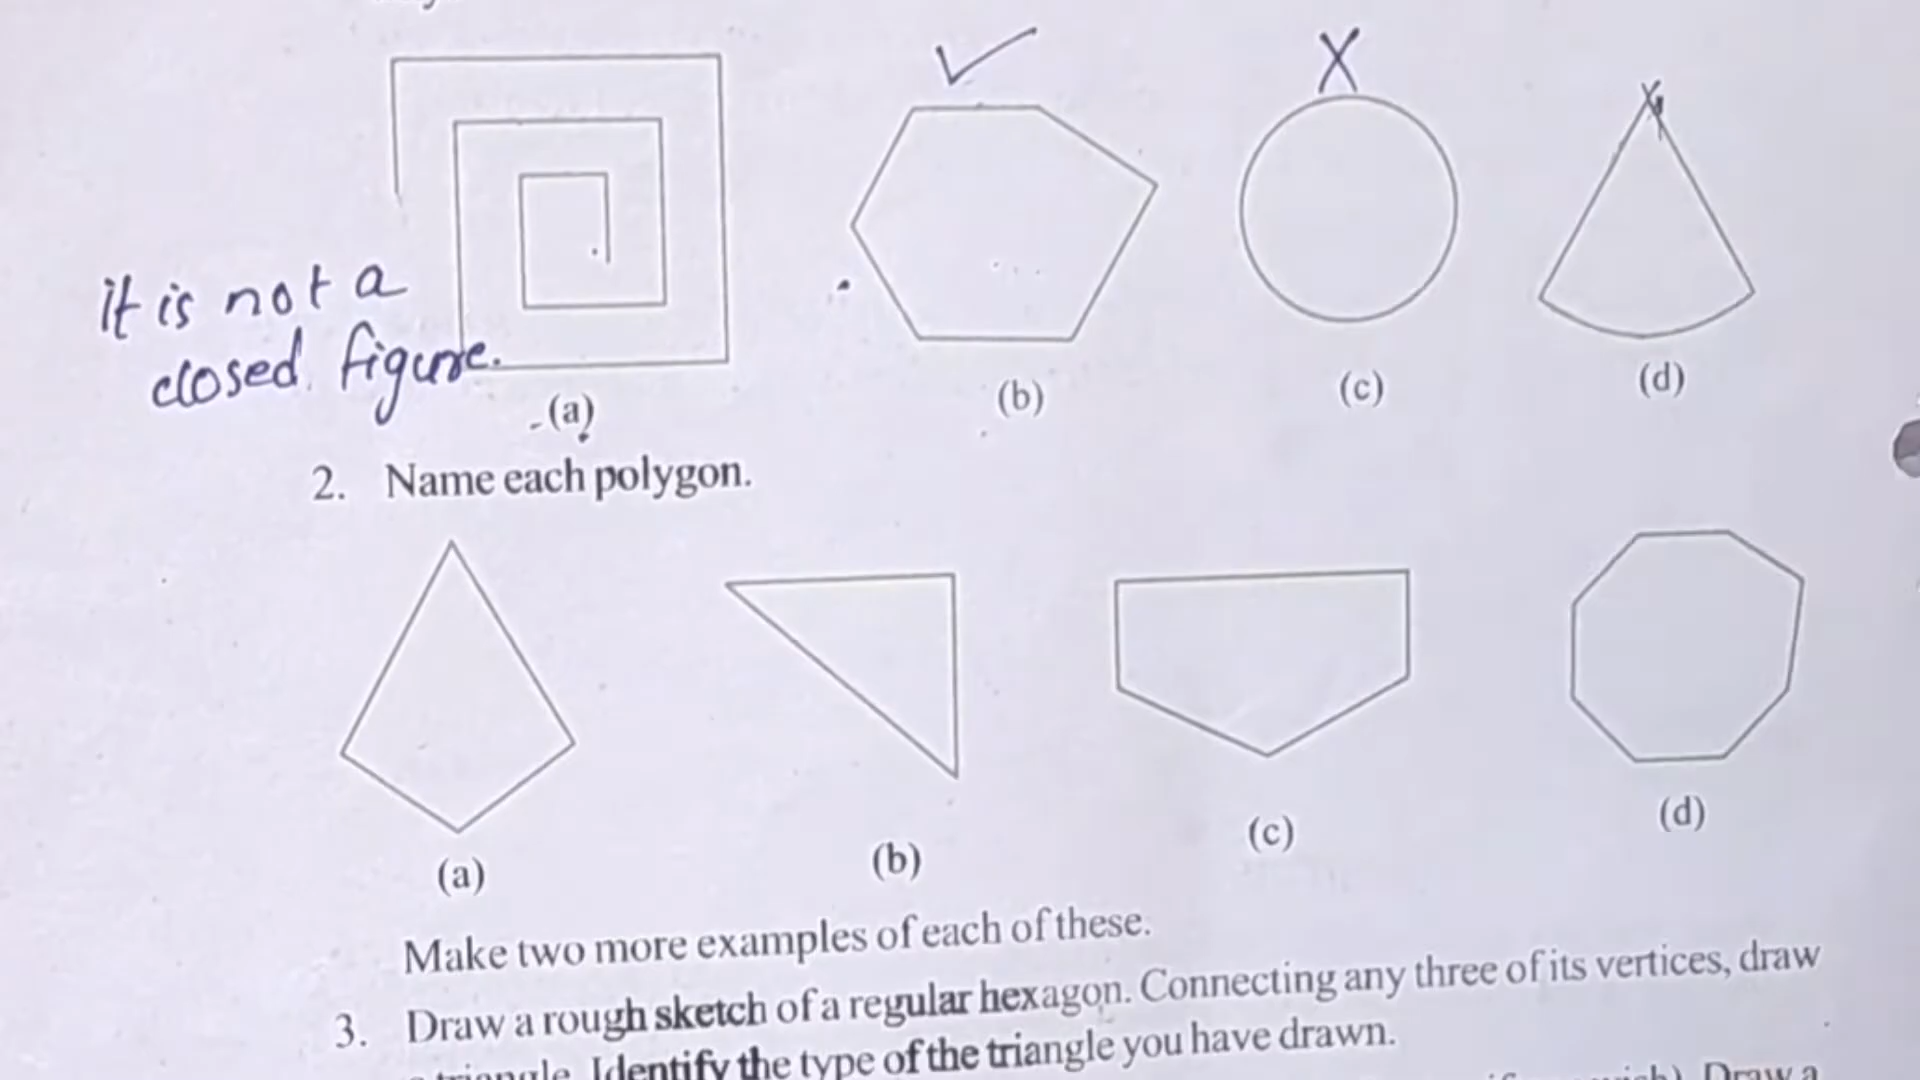 it is not a
closed figure.
(a)
(b)
(c)
(d)
2. Name each polygon.
(a)
(b)
(c)
(d)
Make two more examples of each of these.
3. Draw a rough sketch of a regular hexagon. Connecting any three of its vertices, draw
triangle. Identify the type of the triangle you have drawn.
Draw a